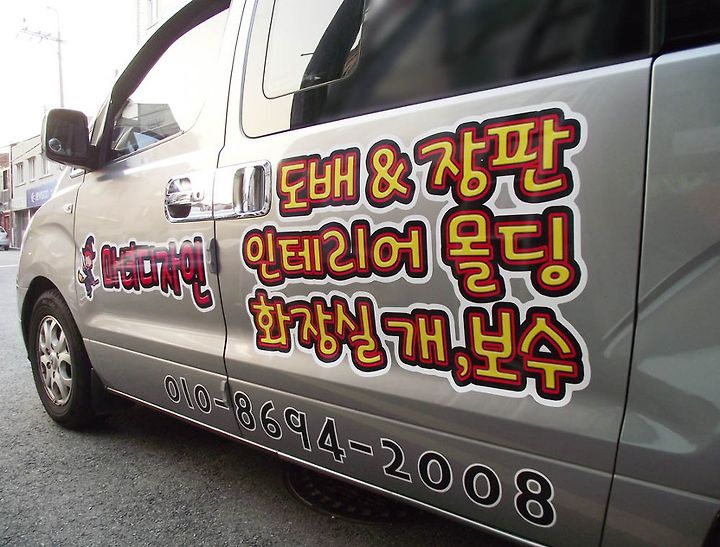 도배 & 장판
인테리어 몰딩
화장실 개,보수
마리디자인
010-8694-2008